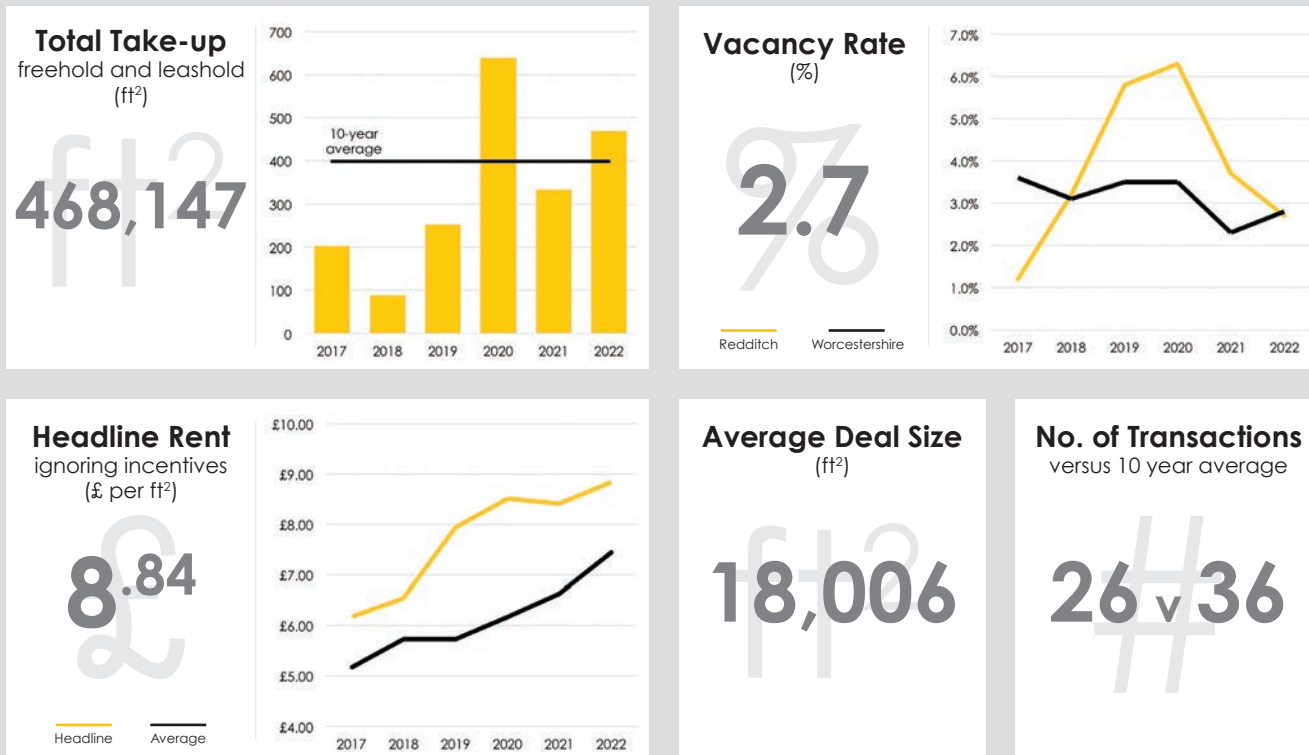 Total Take-up
freehold and leashold
(ft²)
ft²
468,147
700
600
500
400
300
200
100
0
10-year
average
2017 2018 2019 2020 2021 2022
Vacancy Rate
(%)
%
2.7
Redditch Worcestershire
7.0%
6.0%
5.0%
4.0%
3.0%
2.0%
1.0%
0.0%
2017 2018 2019 2020 2021 2022
Headline Rent
ignoring incentives
(£ per ft²)
£
8.84
Headline Average
£10.00
£9.00
£8.00
£7.00
£6.00
£5.00
£4.00
2017 2018 2019 2020 2021 2022
Average Deal Size
(ft²)
ft²
18,006
No. of Transactions
versus 10 year average
#
26 v 36